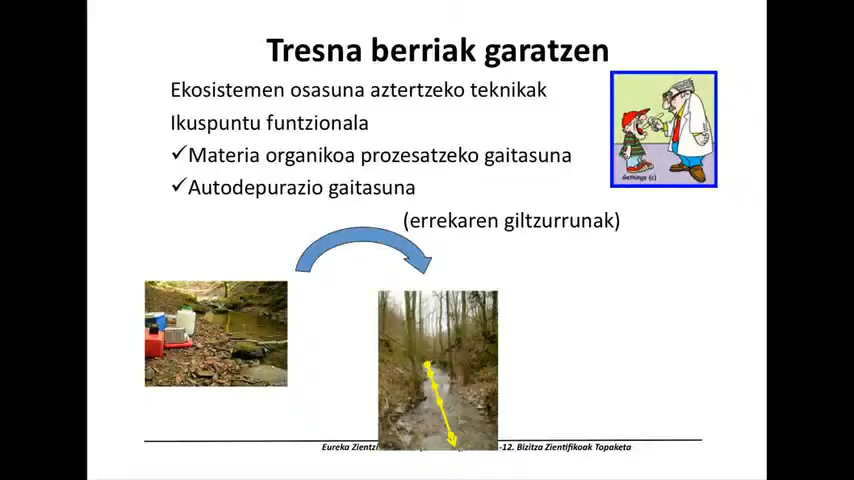 Tresna berriak garatzen
Ekosistemen osasuna aztertzeko teknikak
Ikuspuntu funtzionala
✓Materia organikoa prozesatzeko gaitasuna
✓Autodepurazio gaitasuna
(errekaren giltzurrunak)
Eureka -12. Bizitza Zientifikoak Topaketa